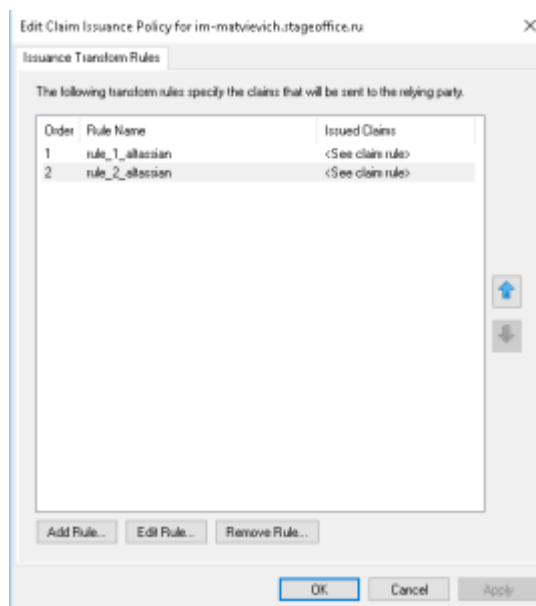 Edit Claim Issuance Policy for im-matvievich.stageoffice.ru
Issuance Transform Rules
The following transform rules specify the claims that will be sent to the relying party.
Order Rule Name Issued Claims
1 rule_1_altassian <See claim rule>
2 rule_2_altassian <See claim rule>
Add Rule... Edit Rule... Remove Rule...
OK Cancel Apply